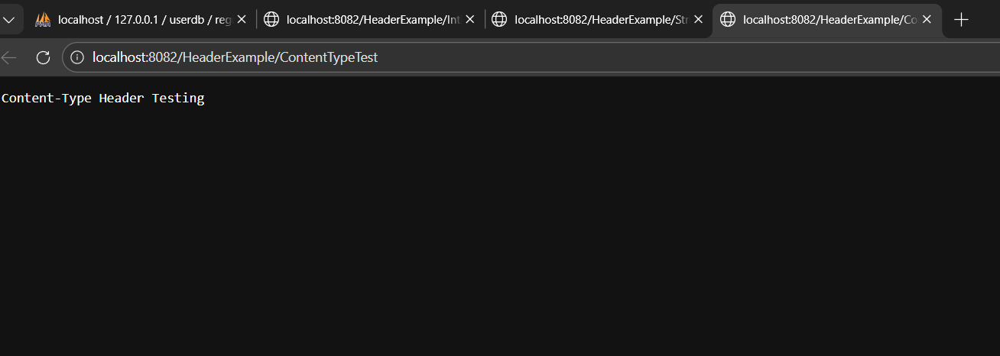 localhost / 127.0.0.1 / userdb / reg
localhost:8082/HeaderExample/Int
localhost:8082/HeaderExample/Str
localhost:8082/HeaderExample/Co
localhost:8082/HeaderExample/ContentTypeTest
Content-Type Header Testing